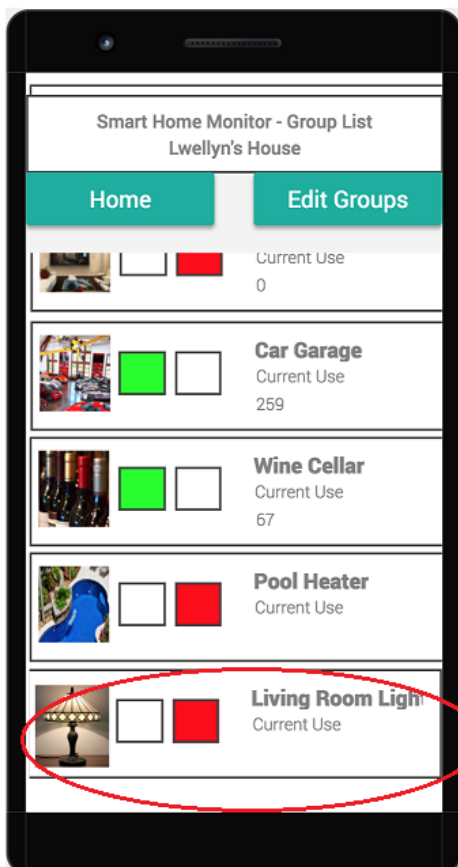 Smart Home Monitor - Group List
Lwellyn's House
Home
Edit Groups
Current Use
0
Car Garage
Current Use
259
Wine Cellar
Current Use
67
Pool Heater
Current Use
Living Room Light
Current Use